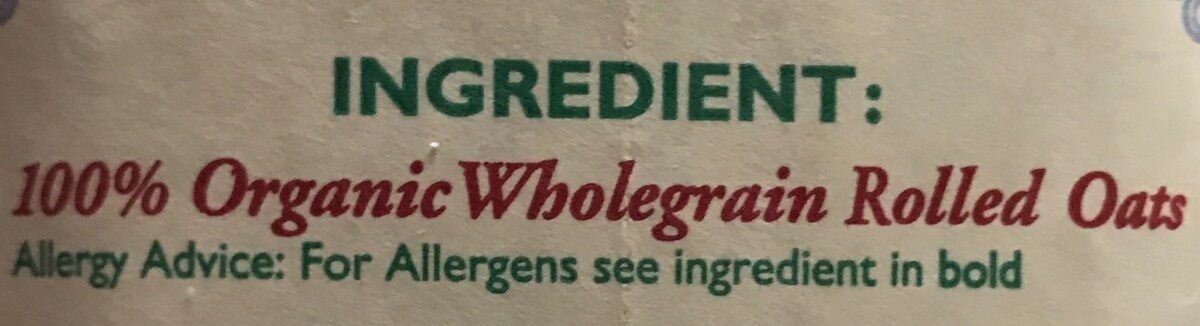 INGREDIENT:
100% Organic Wholegrain Rolled Oats
Allergy Advice: For Allergens see ingredient in bold